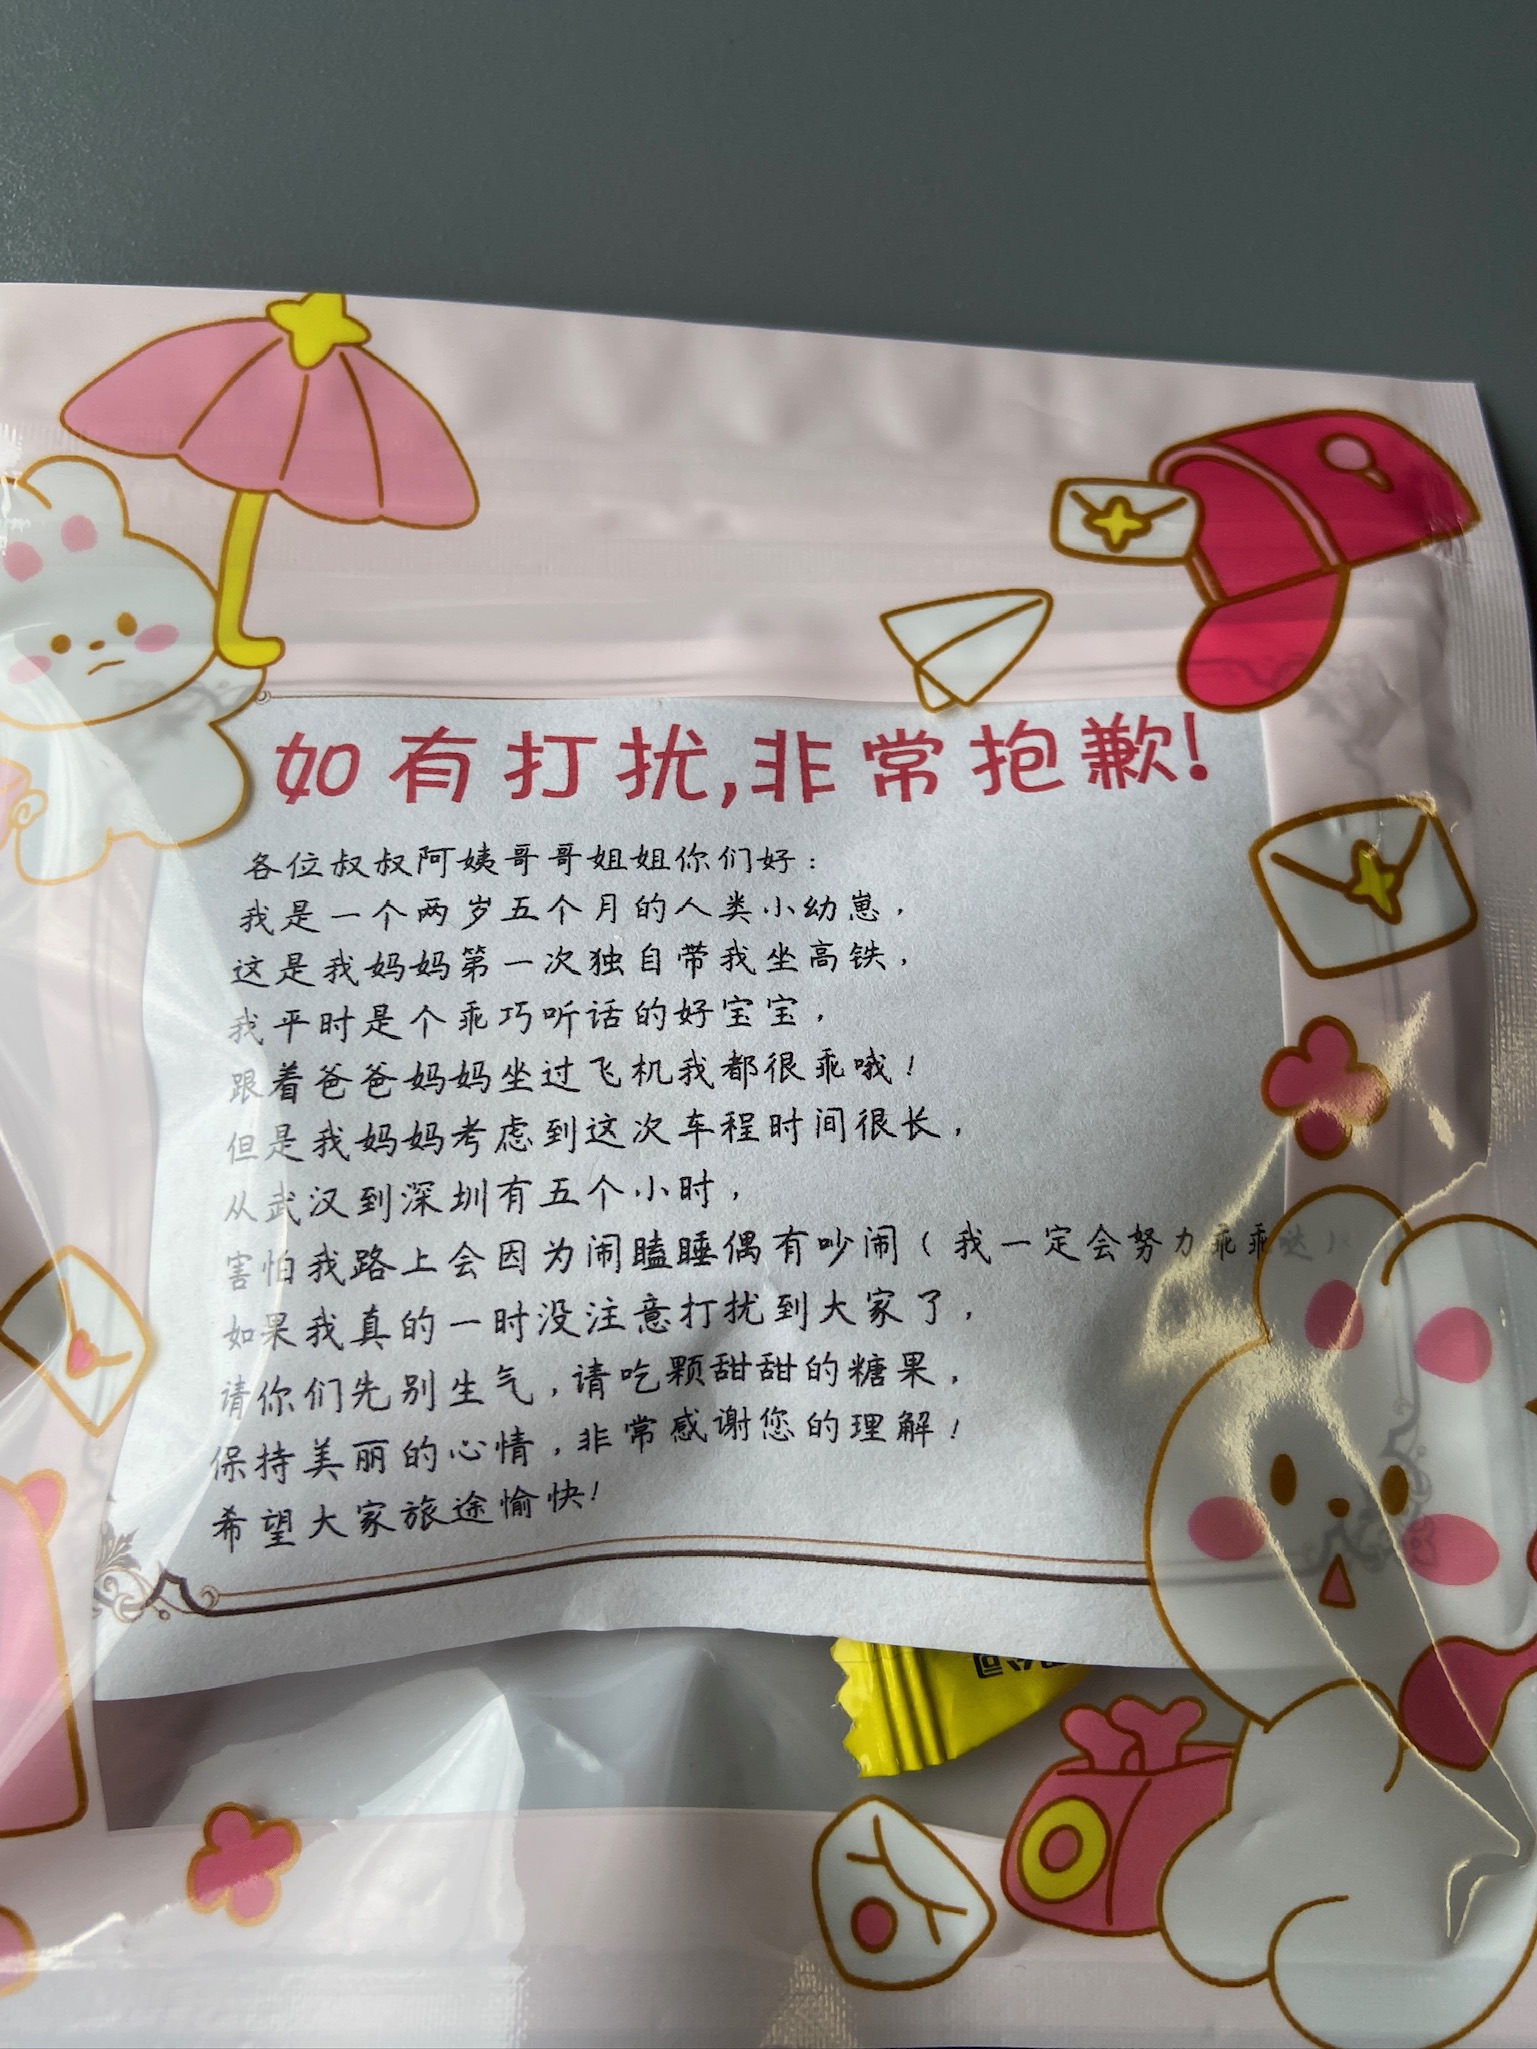 如有打扰,非常抱歉!
各位叔叔阿姨哥哥姐姐你们好：
我是一个两岁五个月的人类小幼崽，
这是我妈妈第一次独自带我坐高铁，
我平时是个乖巧听话的好宝宝，
跟着爸爸妈妈坐过飞机我都很乖哦！
但是我妈妈考虑到这次车程时间很长，
从武汉到深圳有五个小时，
害怕我路上会因为闹瞌睡偶有吵闹（我一定会努力乖乖哒）
如果我真的一时没注意打扰到大家了，
请你们先别生气，请吃颗甜甜的糖果，
保持美丽的心情，非常感谢您的理解！
希望大家旅途愉快！